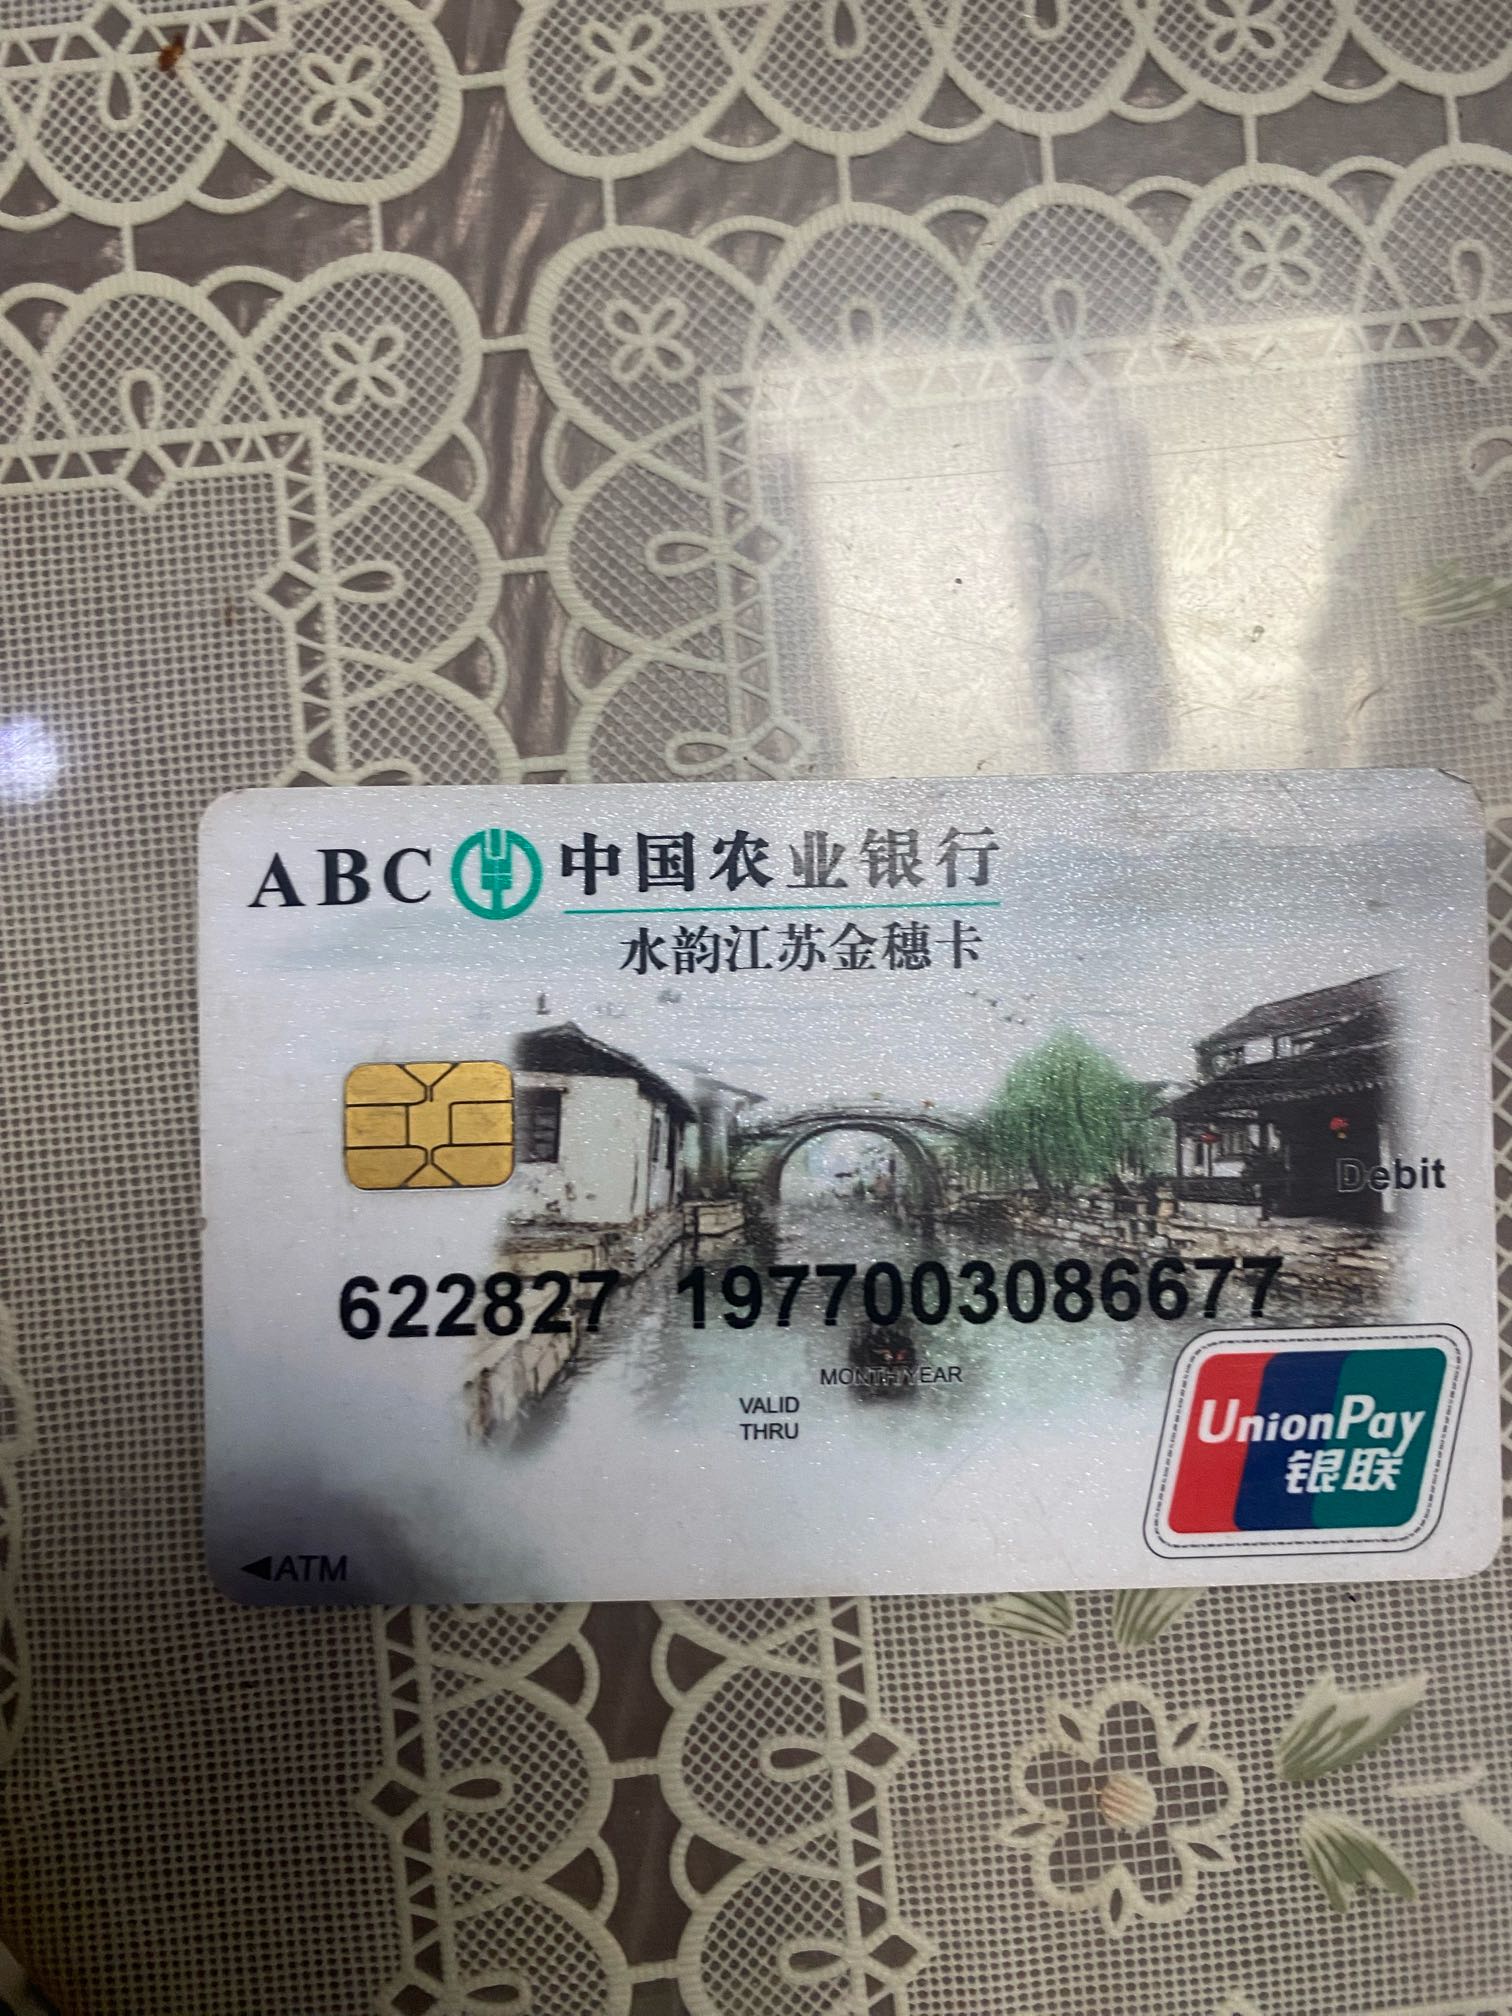 ABC 中国农业银行
水韵江苏金穗卡
Debit
622827 1977003086677
MONTH/YEAR
VALID
THRU
UnionPay
银联
◀ATM